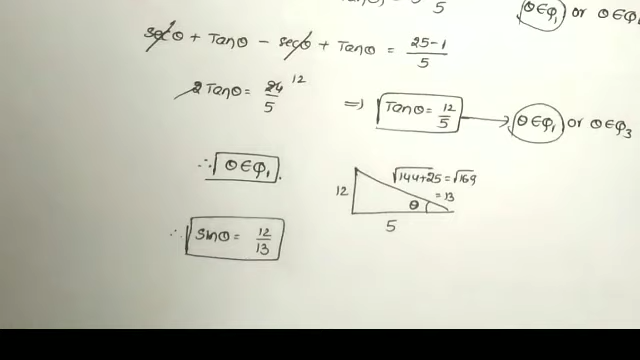 5 θ∈φ₁ or θ∈φ
secθ + Tanθ − secθ + Tanθ = 25−1/5
2Tanθ = 24/5 12 ⇒ Tanθ = 12/5 → θ∈φ₁ or θ∈φ₃
∴ θ∈φ₁.
√144+25 = √169
= 13
12
θ
5
∴ sinθ = 12/13